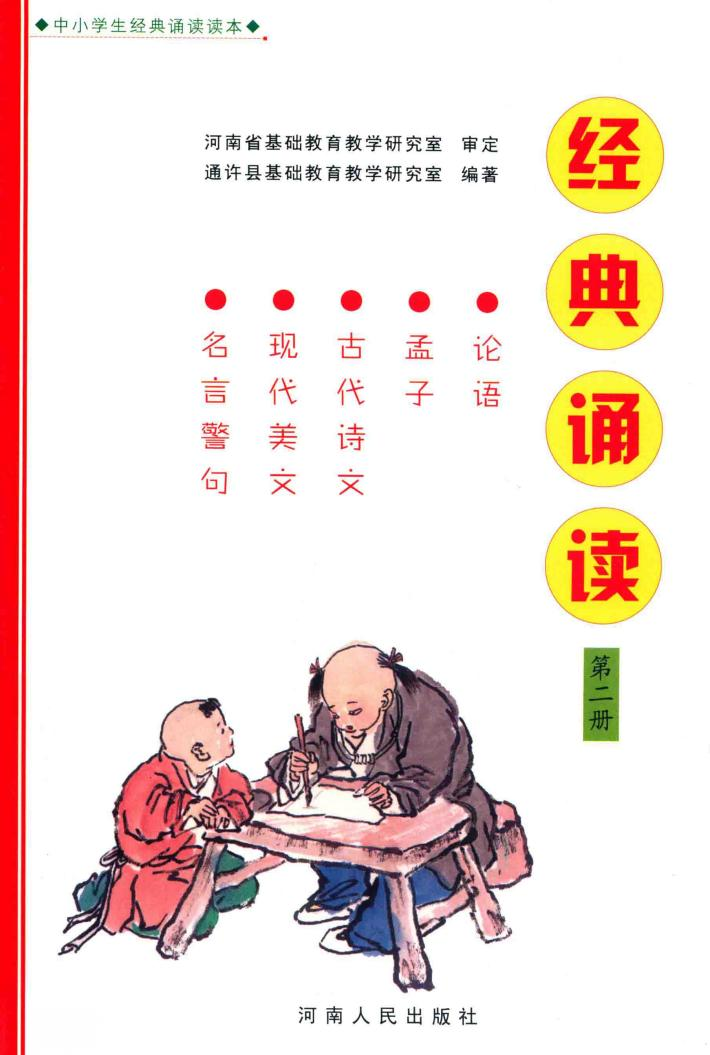 ◆中小学生经典诵读读本◆
河南省基础教育教学研究室 审定
通许县基础教育教学研究室 编著
经典诵读
第二册
论语
孟子
古代诗文
现代美文
名言警句
河南人民出版社